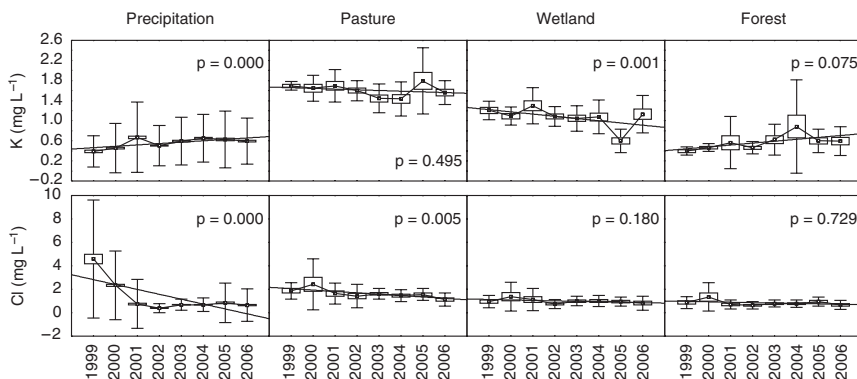 Precipitation Pasture Wetland Forest
K (mg L−1)
2.6
2.2
1.8
1.4
1.0
0.6
0.2
−0.2
p = 0.000
p = 0.495
p = 0.001
p = 0.075
Cl (mg L−1)
10
8
6
4
2
0
−2
p = 0.000
p = 0.005
p = 0.180
p = 0.729
1999 2000 2001 2002 2003 2004 2005 2006 1999 2000 2001 2002 2003 2004 2005 2006 1999 2000 2001 2002 2003 2004 2005 2006 1999 2000 2001 2002 2003 2004 2005 2006